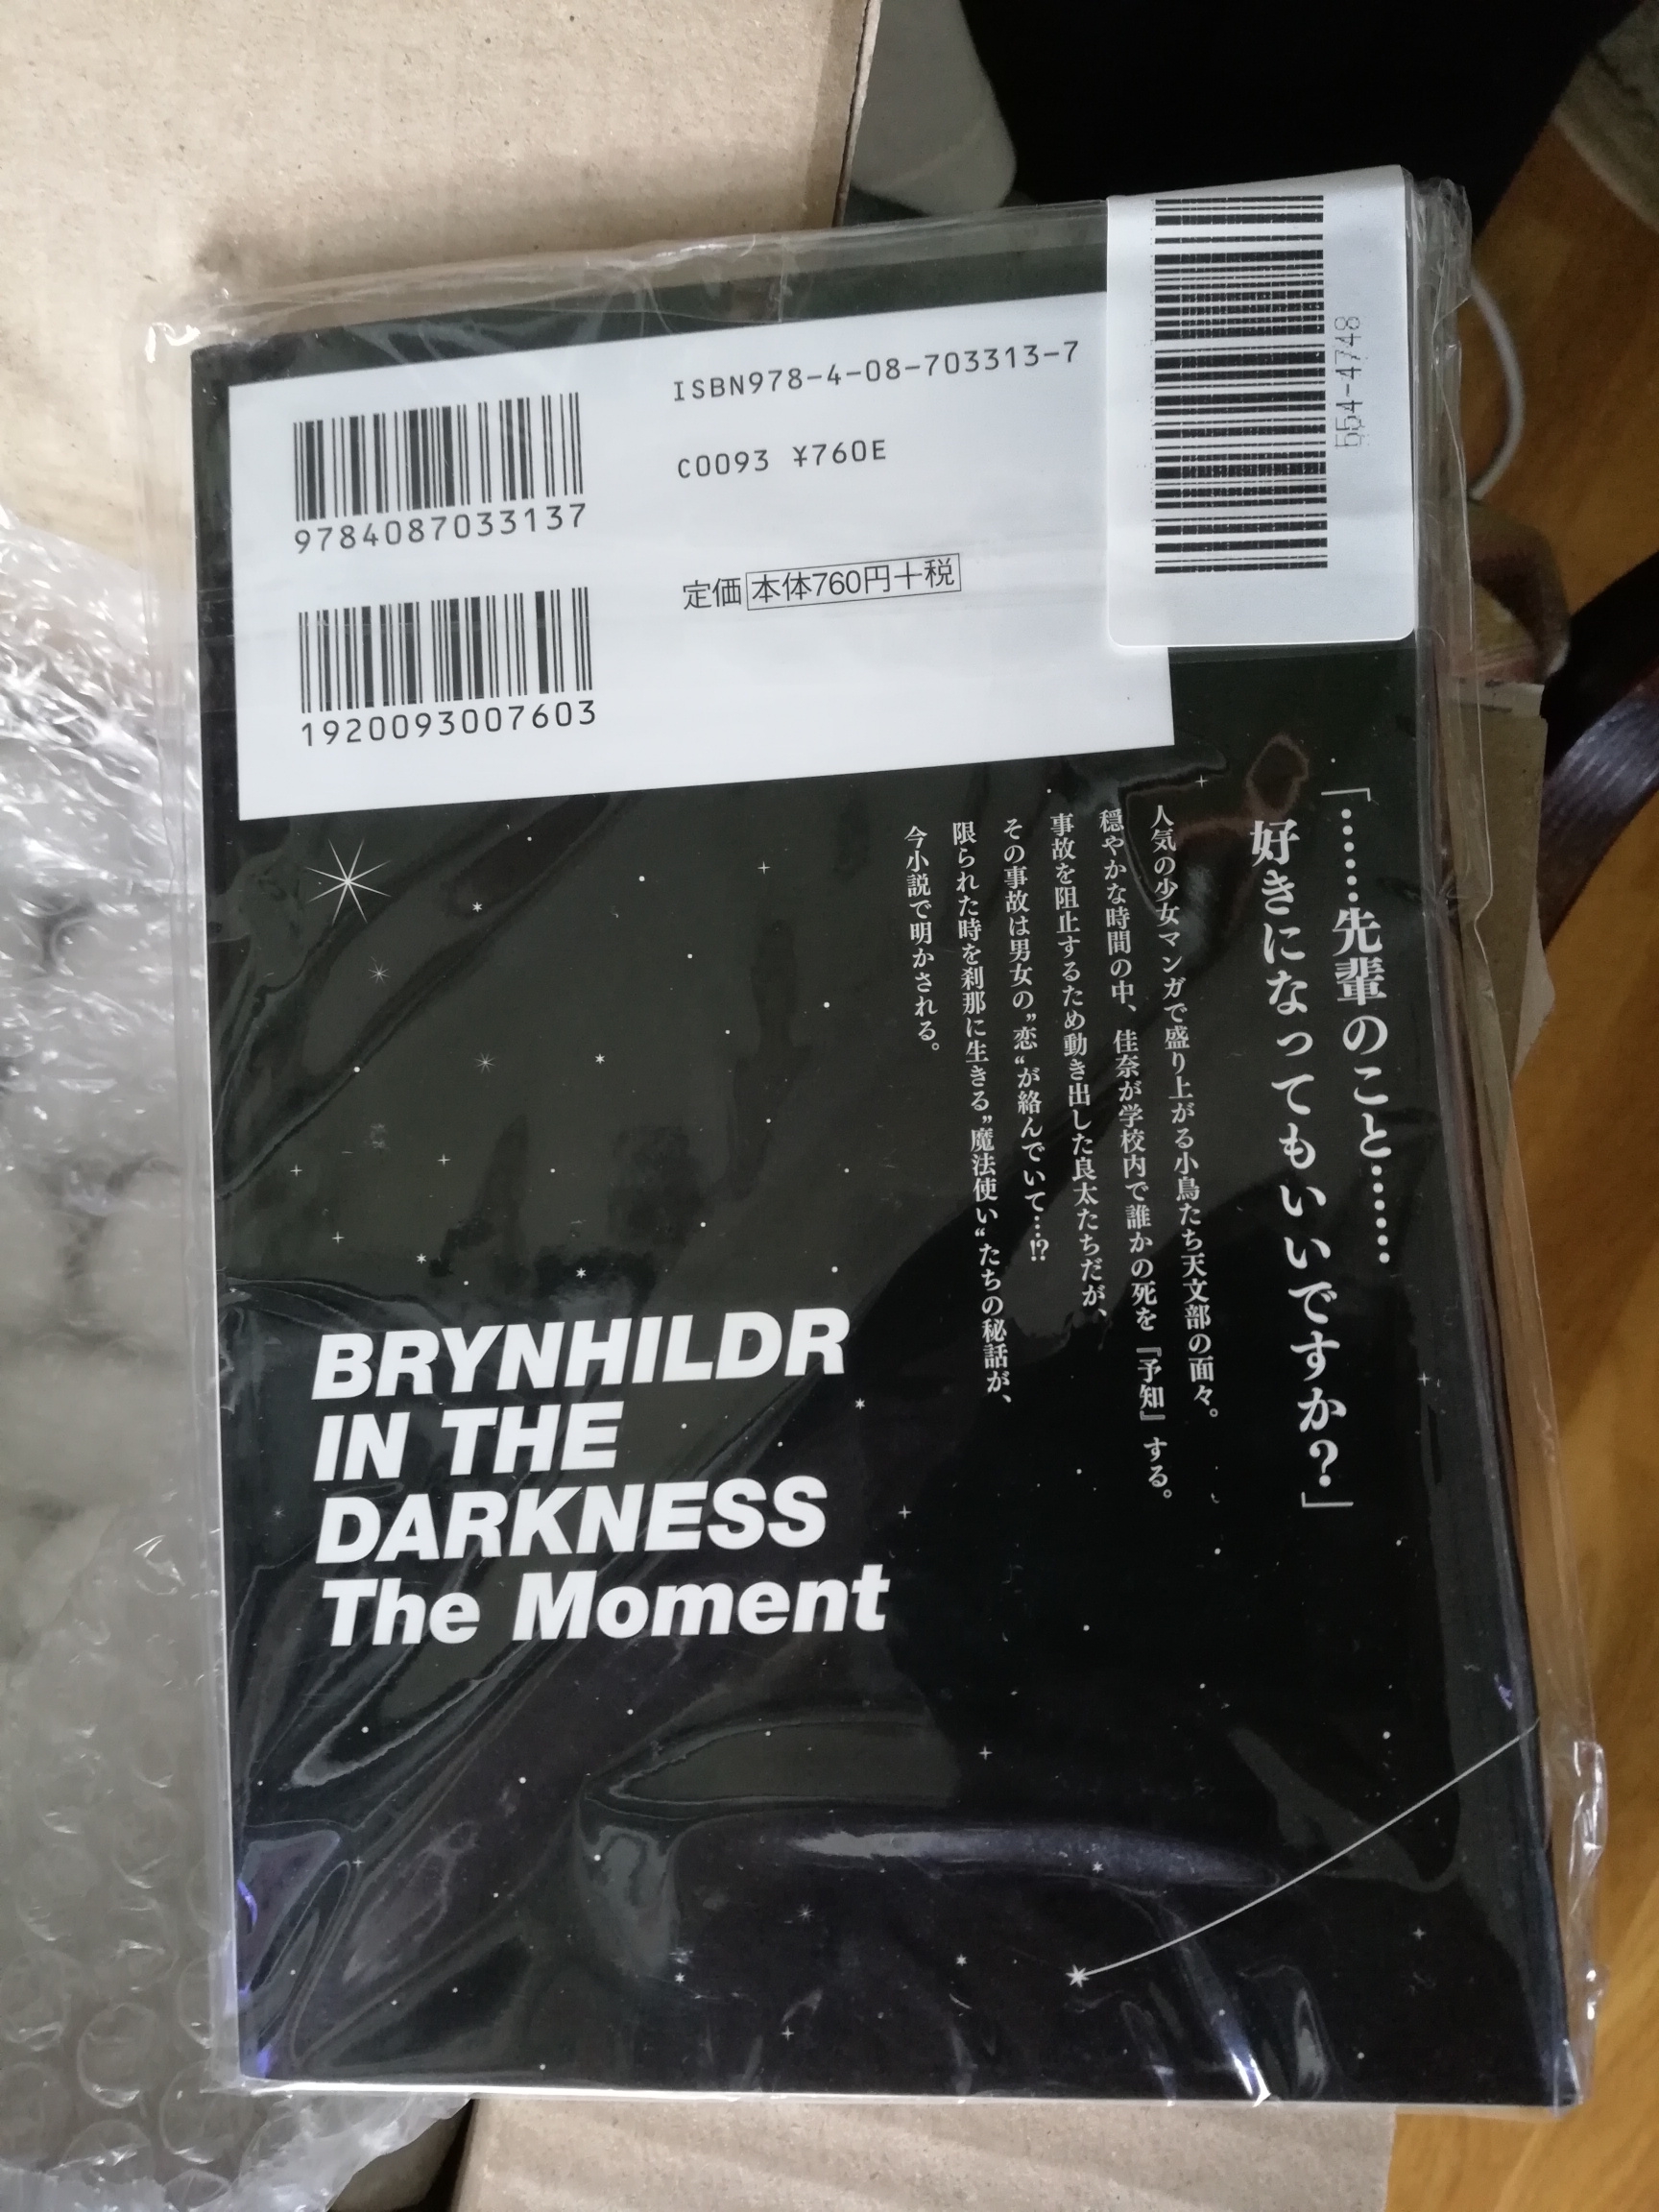 ISBN978-4-08-703313-7
C0093 ¥760E
9784087033137
定価 本体760円+税
1920093007603
554-4748
「……先輩のこと……
好きになってもいいですか?」
人気の少女マンガで盛り上がる小鳥たち天文部の面々。
穏やかな時間の中、佳奈が学校内で誰かの死を『予知』する。
事故を阻止するため動き出した良太たちだが、
その事故は男女の”恋“が絡んでいて…!?
限られた時を刹那に生きる”魔法使い“たちの秘話が、
今小説で明かされる。
BRYNHILDR
IN THE
DARKNESS
The Moment